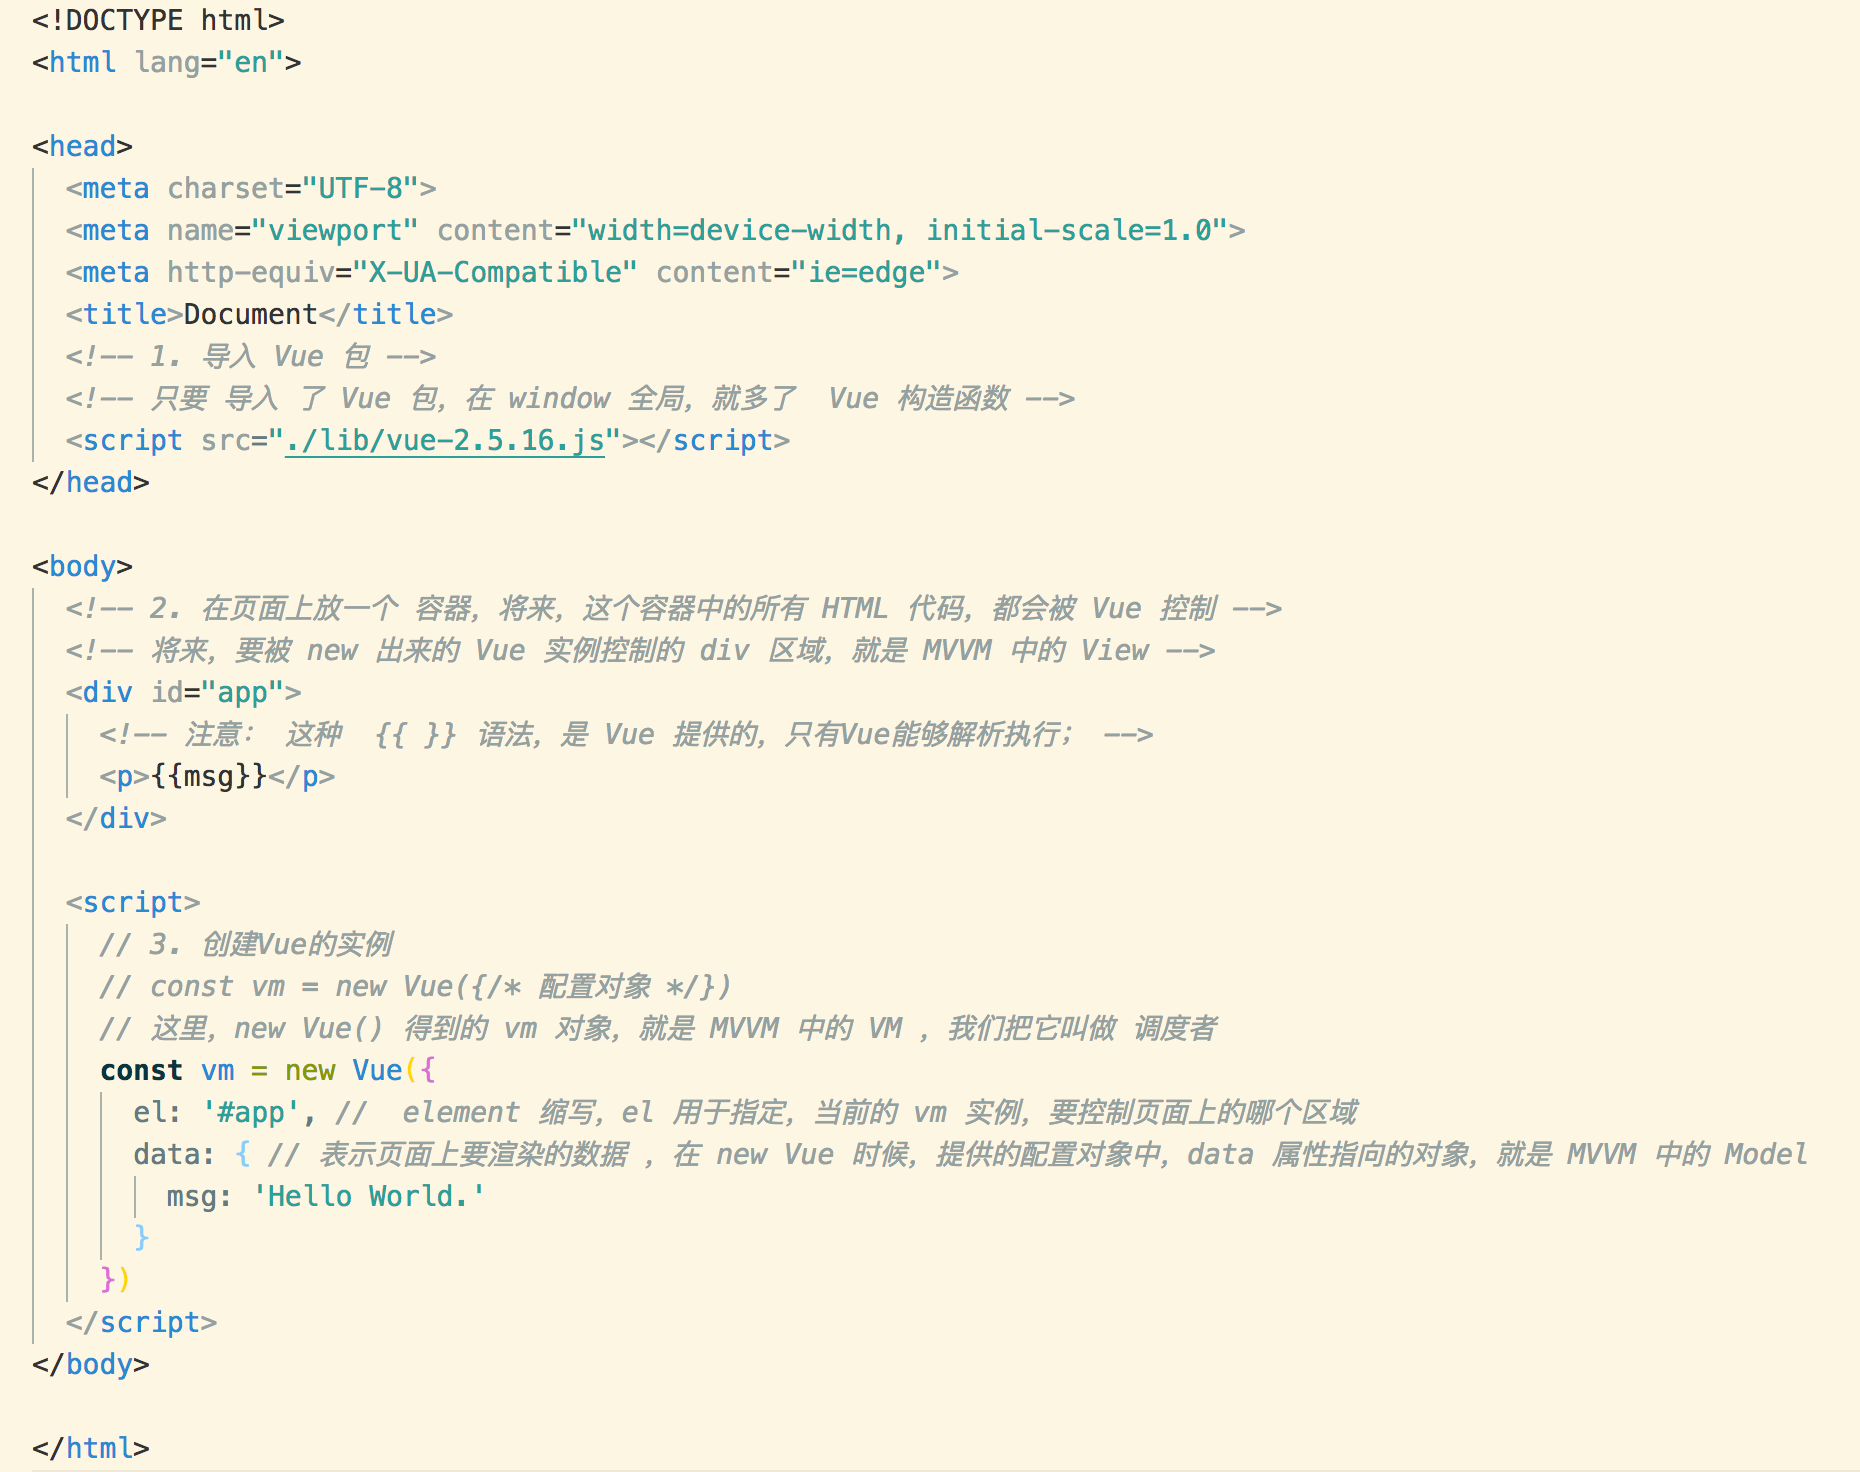 <!DOCTYPE html>
<html lang="en">
<head>
<meta charset="UTF-8">
<meta name="viewport" content="width=device-width, initial-scale=1.0">
<meta http-equiv="X-UA-Compatible" content="ie=edge">
<title>Document</title>
<!-- 1. 导入 Vue 包 -->
<!-- 只要 导入 了 Vue 包，在 window 全局，就多了  Vue 构造函数 -->
<script src="./lib/vue-2.5.16.js"></script>
</head>
<body>
<!-- 2. 在页面上放一个 容器，将来，这个容器中的所有 HTML 代码，都会被 Vue 控制 -->
<!-- 将来，要被 new 出来的 Vue 实例控制的 div 区域，就是 MVVM 中的 View -->
<div id="app">
<!-- 注意： 这种  {{ }} 语法，是 Vue 提供的，只有Vue能够解析执行； -->
<p>{{msg}}</p>
</div>
<script>
// 3. 创建Vue的实例
// const vm = new Vue({/* 配置对象 */})
// 这里，new Vue() 得到的 vm 对象，就是 MVVM 中的 VM ，我们把它叫做 调度者
const vm = new Vue({
el: '#app', //  element 缩写，el 用于指定，当前的 vm 实例，要控制页面上的哪个区域
data: { // 表示页面上要渲染的数据 ，在 new Vue 时候，提供的配置对象中，data 属性指向的对象，就是 MVVM 中的 Model
msg: 'Hello World.'
}
})
</script>
</body>
</html>